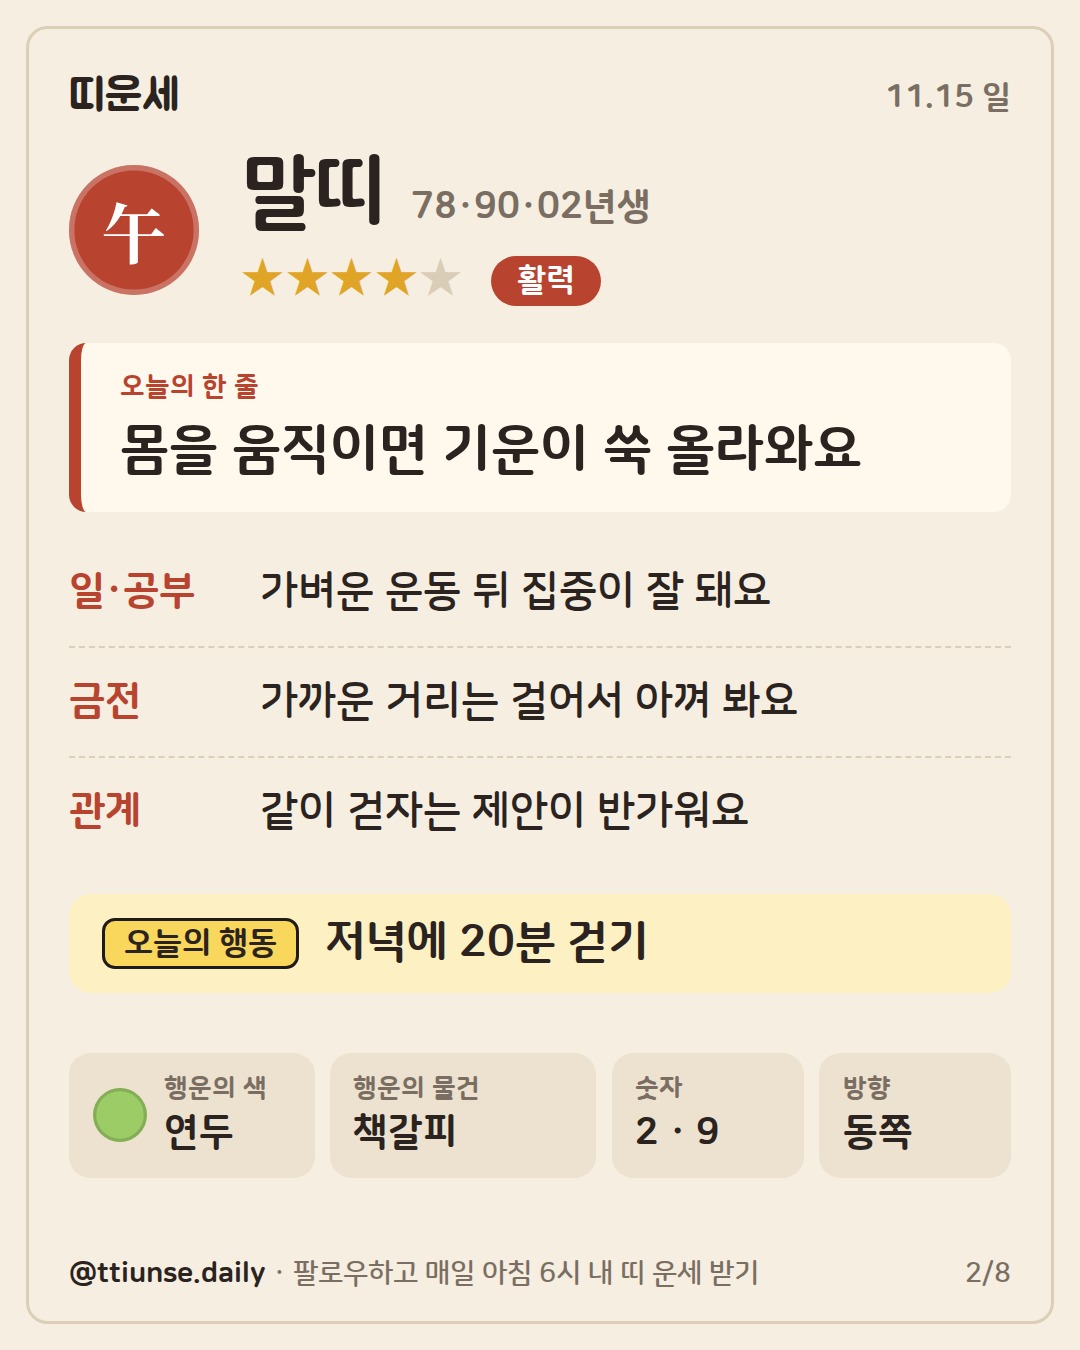 띠운세
11.15 일
午
말띠 78·90·02년생
★★★★★ 활력
오늘의 한 줄
몸을 움직이면 기운이 쑥 올라와요
일·공부 가벼운 운동 뒤 집중이 잘 돼요
금전 가까운 거리는 걸어서 아껴 봐요
관계 같이 걷자는 제안이 반가워요
오늘의 행동 저녁에 20분 걷기
행운의 색
연두
행운의 물건
책갈피
숫자
2 · 9
방향
동쪽
@ttiunse.daily · 팔로우하고 매일 아침 6시 내 띠 운세 받기
2/8